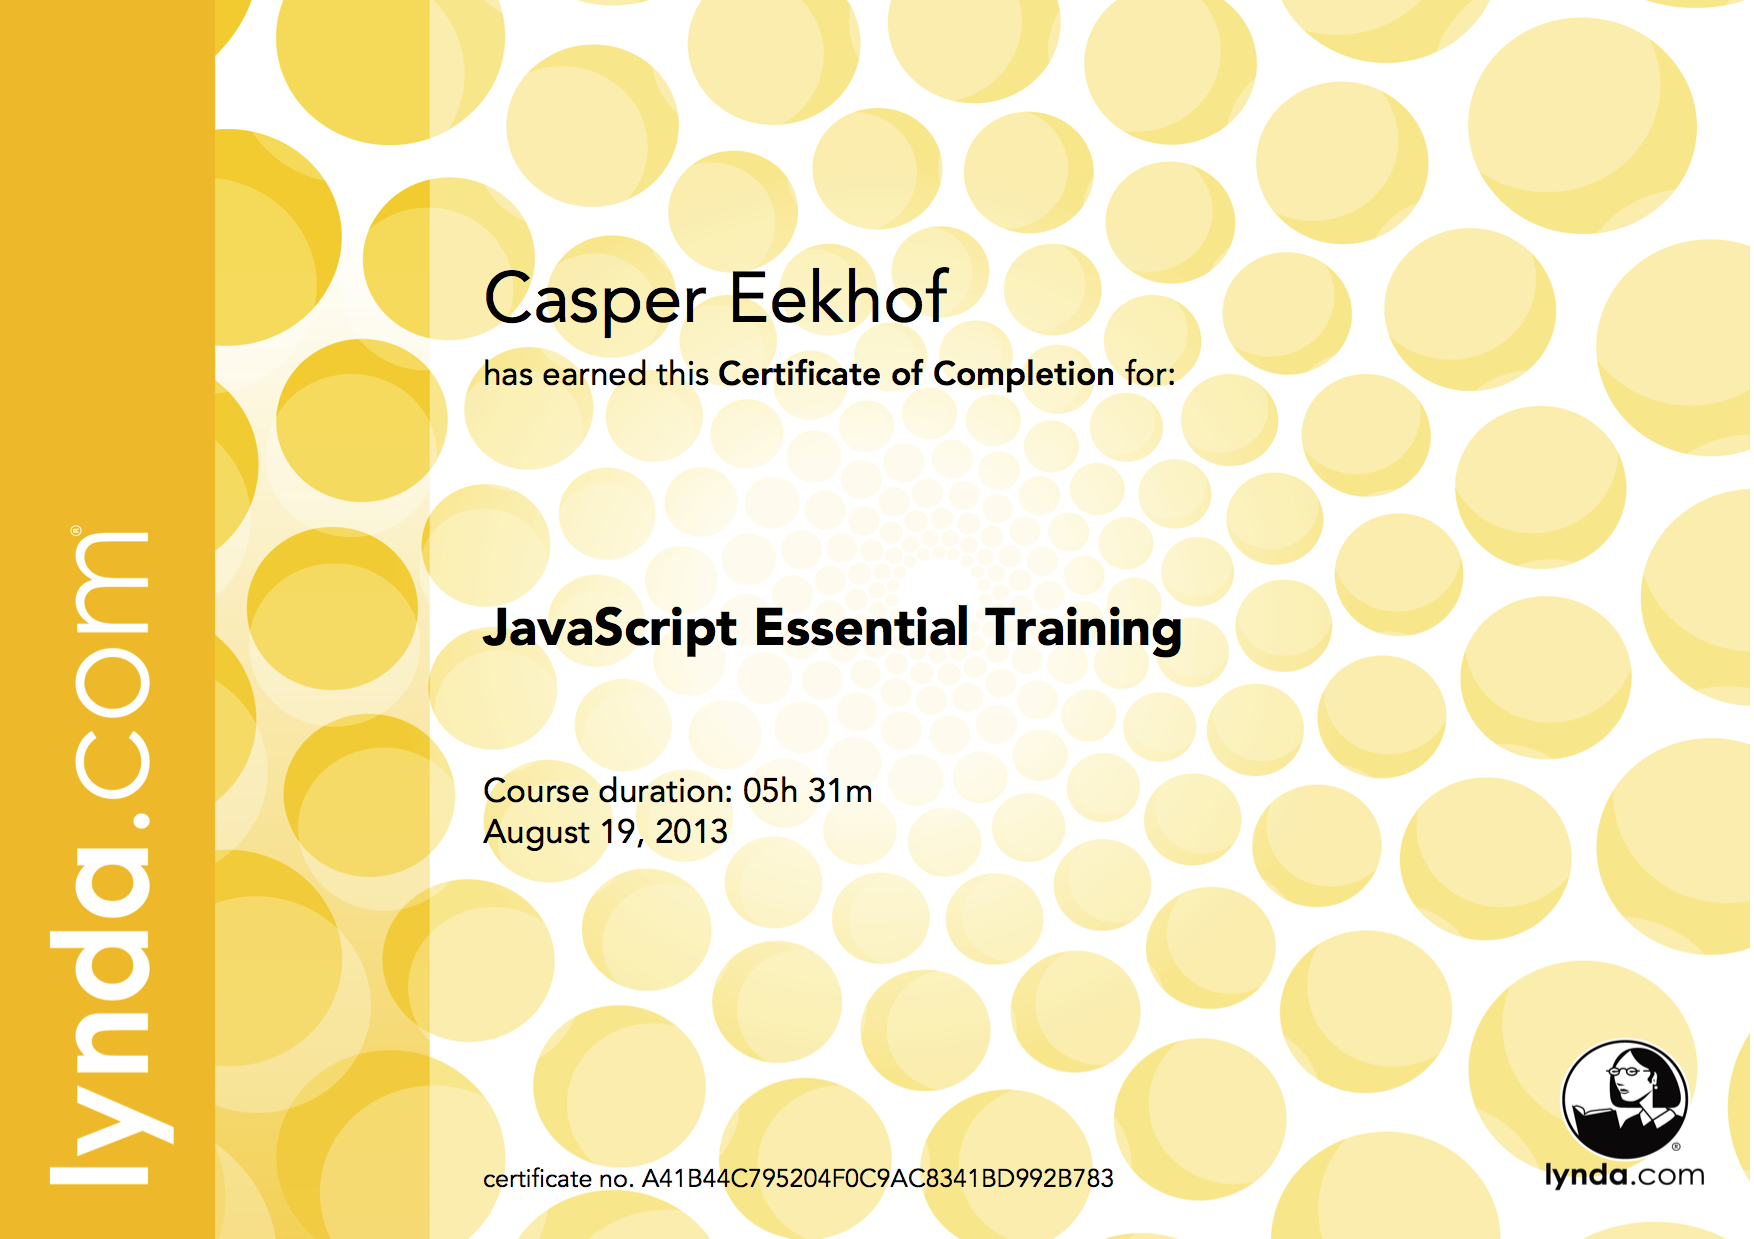 lynda.com®
Casper Eekhof
has earned this Certificate of Completion for:
JavaScript Essential Training
Course duration: 05h 31m
August 19, 2013
certificate no. A41B44C795204F0C9AC8341BD992B783
®
lynda.com